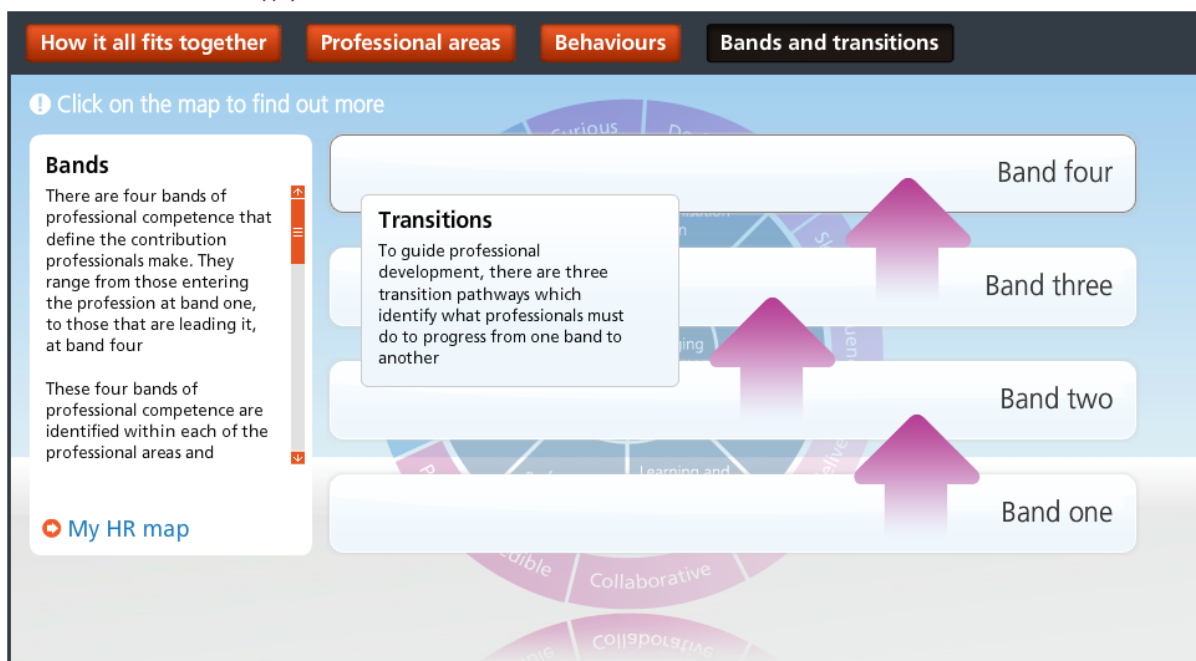 How it all fits together
Professional areas
Behaviours
Bands and transitions
Click on the map to find out more
Bands
There are four bands of
professional competence that
define the contribution
professionals make. They
range from those entering
the profession at band one,
to those that are leading it,
at band four
These four bands of
professional competence are
identified within each of the
professional areas and
My HR map
Transitions
To guide professional
development, there are three
transition pathways which
identify what professionals must
do to progress from one band to
another
Band four
Band three
Band two
Band one
Curious
Learning and
Collaborative